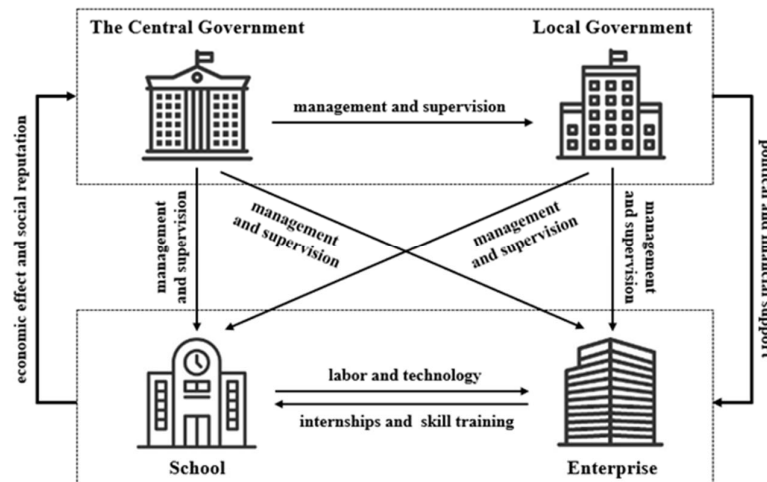 The Central Government
Local Government
management and supervision
economic effect and social reputation
management
and supervision
management
and supervision
management
and supervision
management
and supervision
support
labor and technology
internships and skill training
School
Enterprise